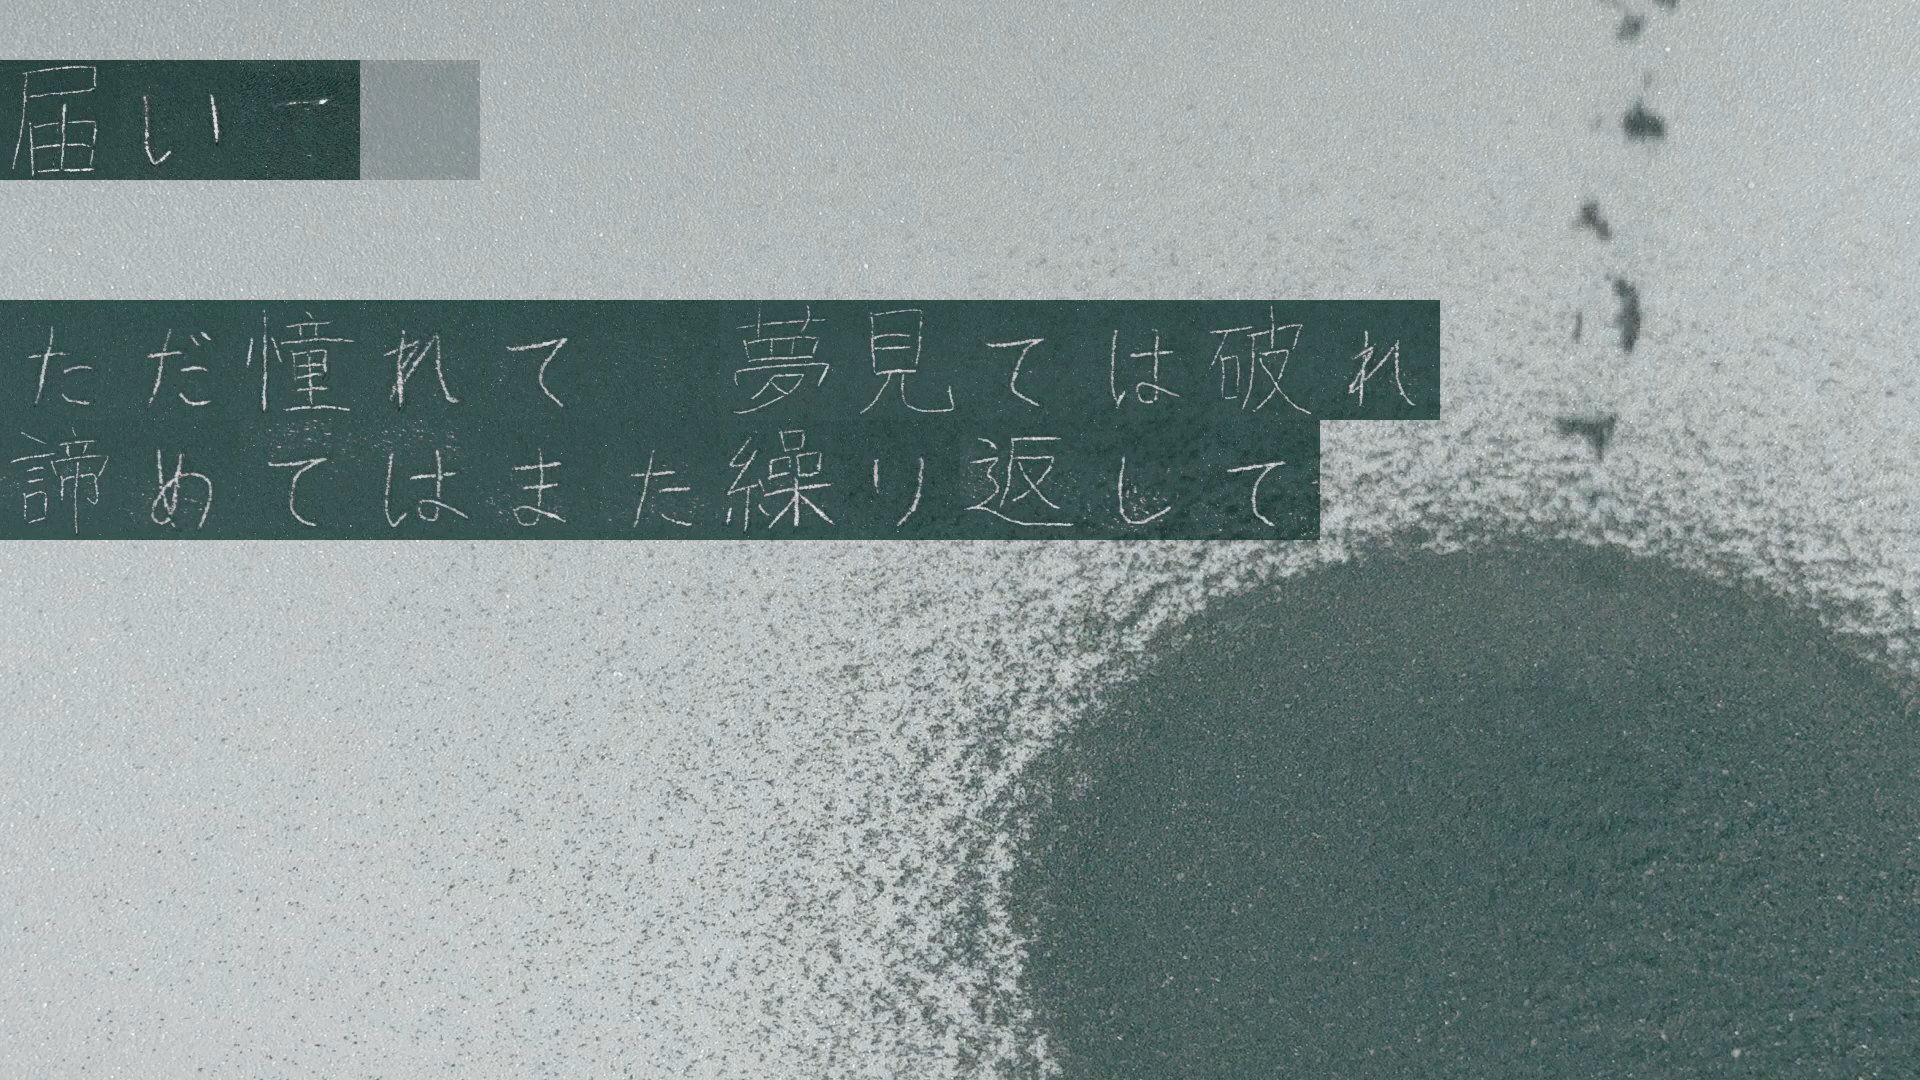 届い
ただ憧れて　夢見ては破れ
諦めてはまた繰り返して